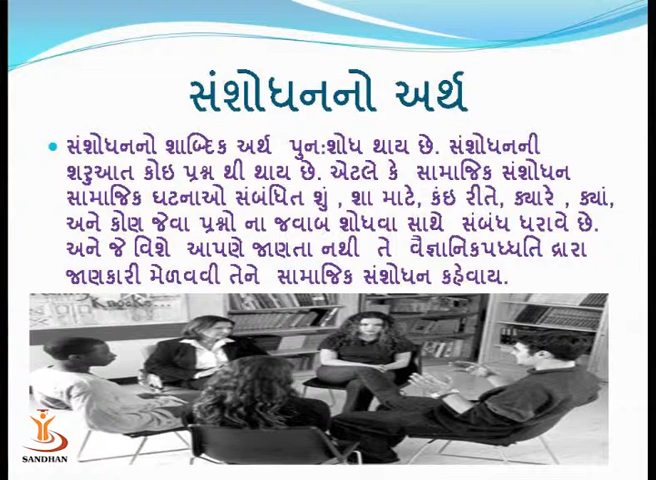 સંશોધનનો અર્થ
સંશોધનનો શાબ્દિક અર્થ પુન:શોધ થાય છે. સંશોધનની
શરુઆત કોઇ પ્રશ્ન થી થાય છે. એટલે કે સામાજિક સંશોધન
સામાજિક ઘટનાઓ સંબંધિત શું , શા માટે, કંઇ રીતે, ક્યારે , ક્યાં,
અને કોણ જેવા પ્રશ્નો ના જવાબ શોધવા સાથે સંબંધ ધરાવે છે.
અને જે વિશે આપણે જાણતા નથી તે વૈજ્ઞાનિકપધ્ધતિ દ્રારા
જાણકારી મેળવવી તેને સામાજિક સંશોધન કહેવાય.
SANDHAN